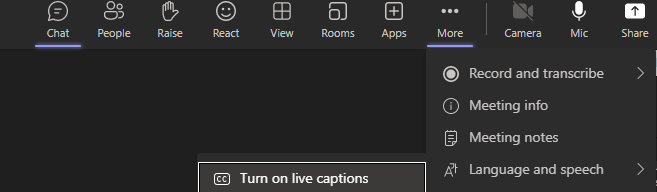 Chat People Raise React View Rooms Apps More Camera Mic Share
Record and transcribe
Meeting info
Meeting notes
Language and speech
CC Turn on live captions